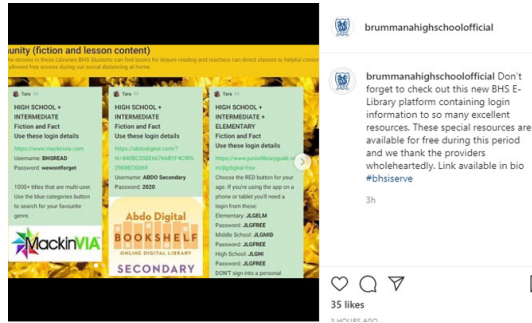 unity (fiction and lesson content)
the ebooks in these Libraries BHS Students can find books for leisure reading and teachers can direct classes to helpful conten
allowed free access during our social distancing at home.
Tara
HIGH SCHOOL +
INTERMEDIATE
Fiction and Fact
Use these login details
https://www.mackinvia.com
Username: BHSREAD
Password: wewontforget
1000+ titles that are multi-user.
Use the blue categories button
to search for your favourite
genre.
MackinVIA
Tara
HIGH SCHOOL +
INTERMEDIATE
Fiction and Fact
Use these login details
https://abdodigital.com/?
Username: ABDO Secondary
Password: 2020
Abdo Digital
BOOKSHELF
ONLINE DIGITAL LIBRARY
SECONDARY
Tara
HIGH SCHOOL +
INTERMEDIATE +
ELEMENTARY
Fiction and Fact
Use these login details
https://www.juniorlibraryguild.co
m/jlgdigital-free
Choose the RED button for your
age. If you're using the app on a
phone or tablet you'll need a
login from these:
Elementary: JLGELM
Password: JLGFREE
Middle School: JLGMID
Password: JLGFREE
High School: JLGHI
Password: JLGFREE
DON'T sign into a personal
brummanahighschoolofficial
brummanahighschoolofficial Don't
forget to check out this new BHS E-
Library platform containing login
information to so many excellent
resources. These special resources are
available for free during this period
and we thank the providers
wholeheartedly. Link available in bio
#bhsiserve
3h
35 likes
3 HOURS AGO